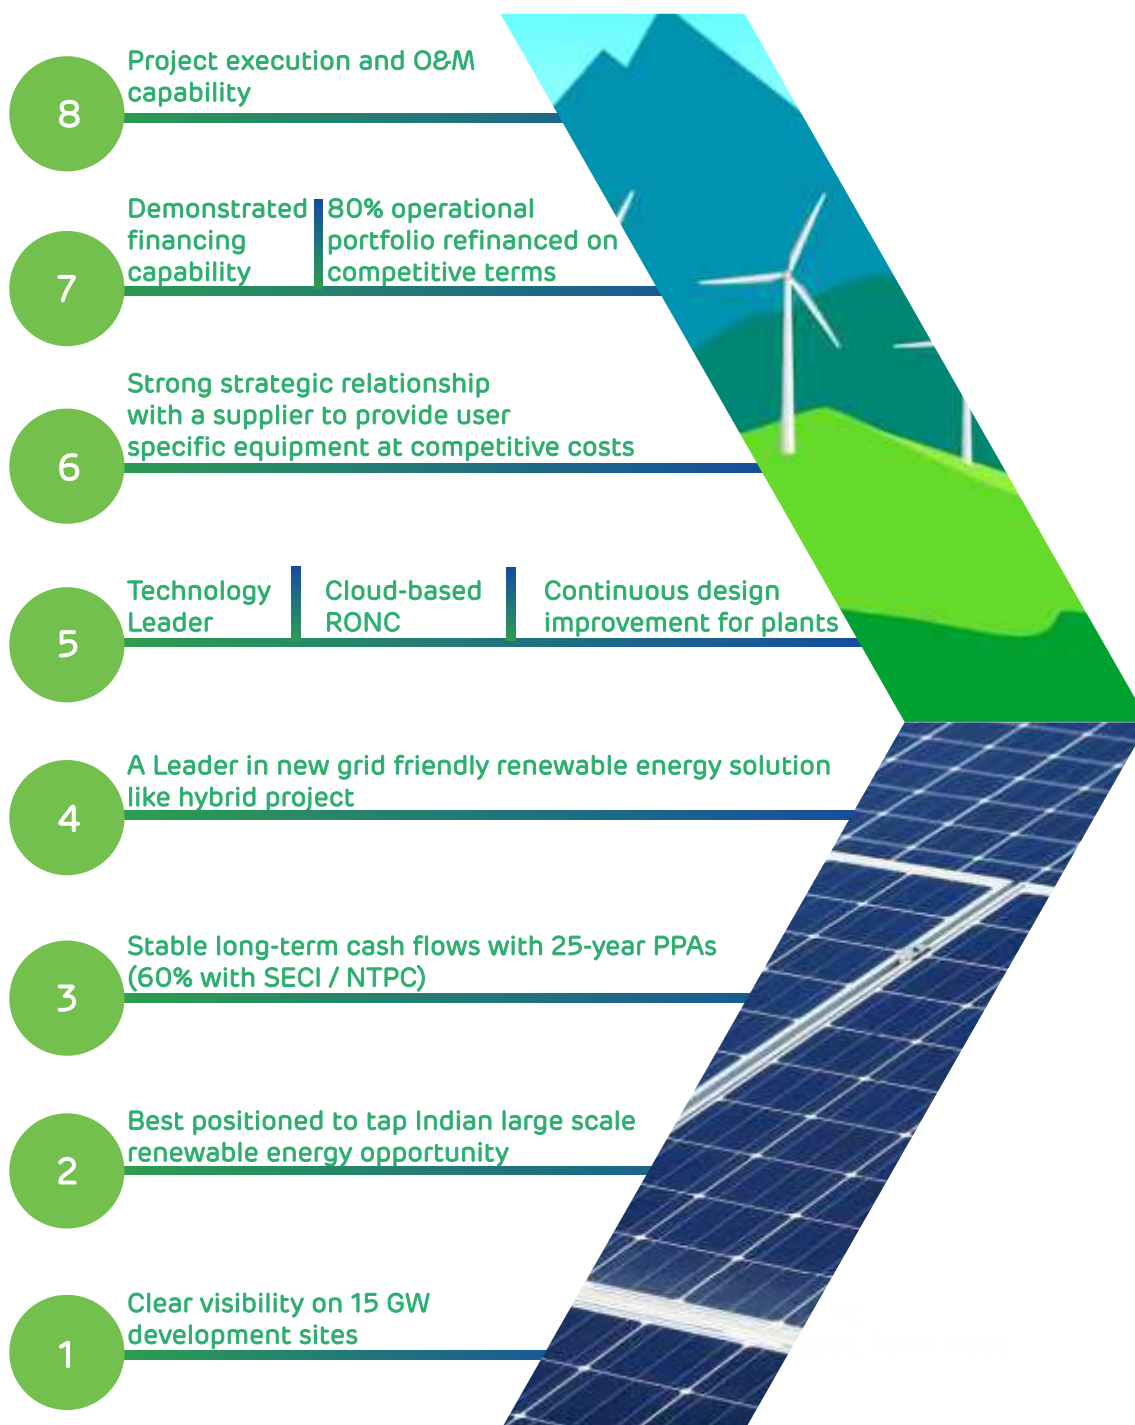 8
Project execution and O&M
capability
7
Demonstrated
financing
capability
80% operational
portfolio refinanced on
competitive terms
6
Strong strategic relationship
with a supplier to provide user
specific equipment at competitive costs
5
Technology
Leader
Cloud-based
RONC
Continuous design
improvement for plants
4
A Leader in new grid friendly renewable energy solution
like hybrid project
3
Stable long-term cash flows with 25-year PPAs
(60% with SECI / NTPC)
2
Best positioned to tap Indian large scale
renewable energy opportunity
1
Clear visibility on 15 GW
development sites